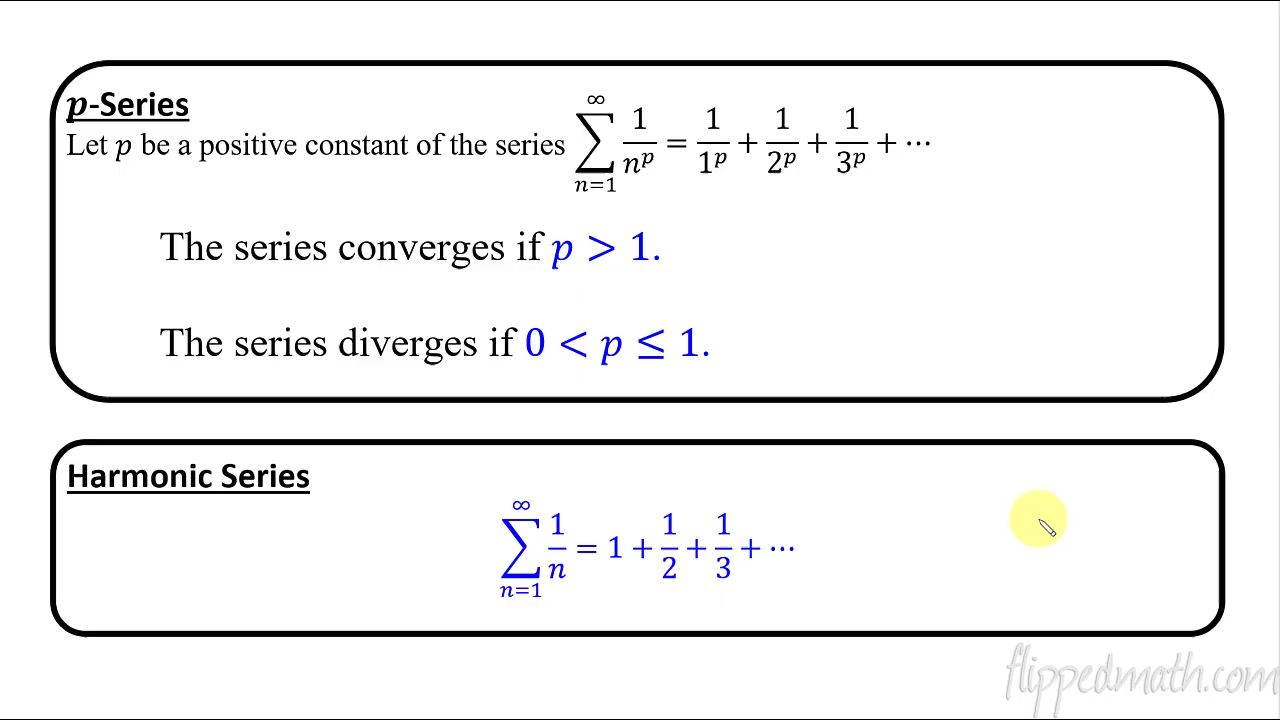 p-Series
Let p be a positive constant of the series ∑_{n=1}^{∞} 1/n^p = 1/1^p + 1/2^p + 1/3^p + ⋯
The series converges if p > 1.
The series diverges if 0 < p ≤ 1.
Harmonic Series
∑_{n=1}^{∞} 1/n = 1 + 1/2 + 1/3 + ⋯
flippedmath.com